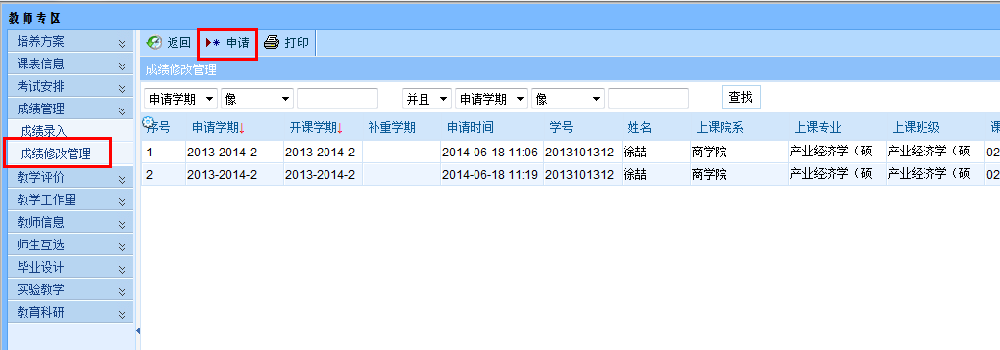 教师专区
培养方案
课表信息
考试安排
成绩管理
成绩录入
成绩修改管理
教学评价
教学工作量
教师信息
师生互选
毕业设计
实验教学
教育科研
返回 申请 打印
成绩修改管理
申请学期 像 并且 申请学期 像 查找
序号 申请学期↓ 开课学期↓ 补重学期 申请时间 学号 姓名 上课院系 上课专业 上课班级 课
1 2013-2014-2 2013-2014-2 2014-06-18 11:06 2013101312 徐喆 商学院 产业经济学（硕 产业经济学（硕 02
2 2013-2014-2 2013-2014-2 2014-06-18 11:19 2013101312 徐喆 商学院 产业经济学（硕 产业经济学（硕 02